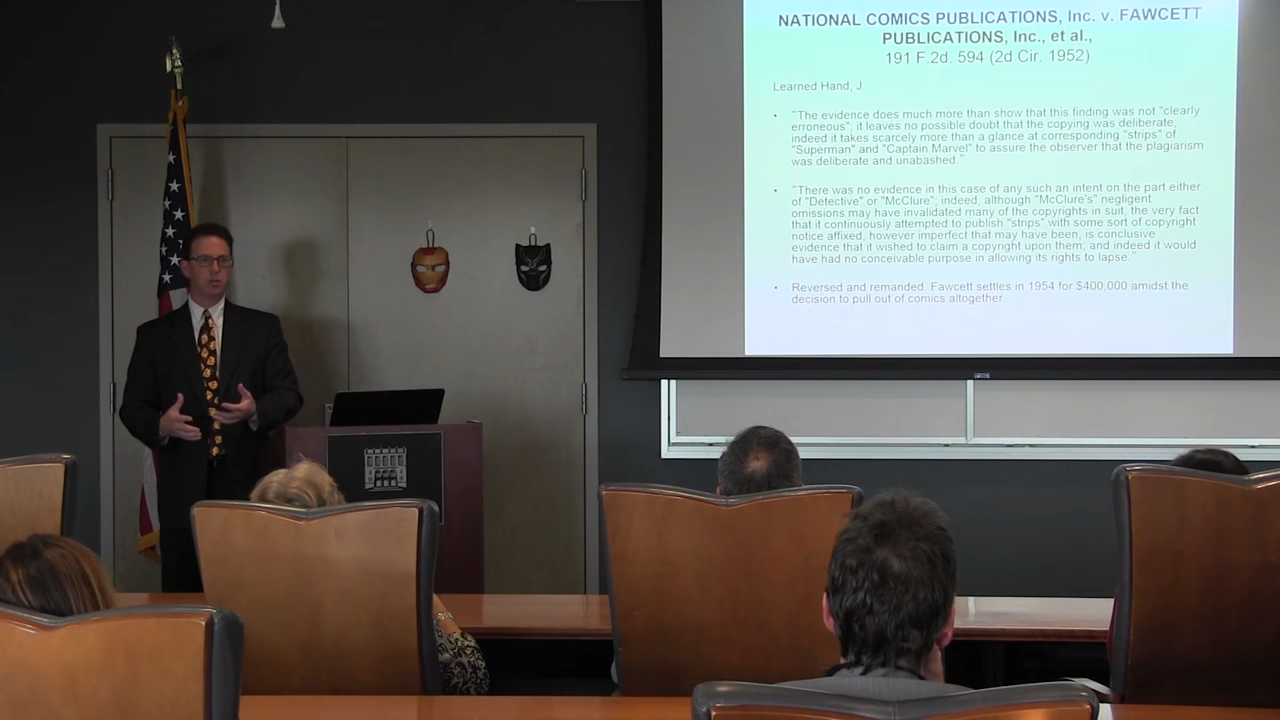 NATIONAL COMICS PUBLICATIONS, Inc. v. FAWCETT
PUBLICATIONS, Inc., et al.,
191 F.2d. 594 (2d Cir. 1952)
Learned Hand, J.
• "The evidence does much more than show that this finding was not "clearly
erroneous"; it leaves no possible doubt that the copying was deliberate;
indeed it takes scarcely more than a glance at corresponding "strips" of
"Superman" and "Captain Marvel" to assure the observer that the plagiarism
was deliberate and unabashed."
• "There was no evidence in this case of any such an intent on the part either
of "Detective" or "McClure"; indeed, although "McClure's" negligent
omissions may have invalidated many of the copyrights in suit, the very fact
that it continuously attempted to publish "strips" with some sort of copyright
notice affixed, however imperfect that may have been, is conclusive
evidence that it wished to claim a copyright upon them; and indeed it would
have had no conceivable purpose in allowing its rights to lapse."
• Reversed and remanded. Fawcett settles in 1954 for $400,000 amidst the
decision to pull out of comics altogether.